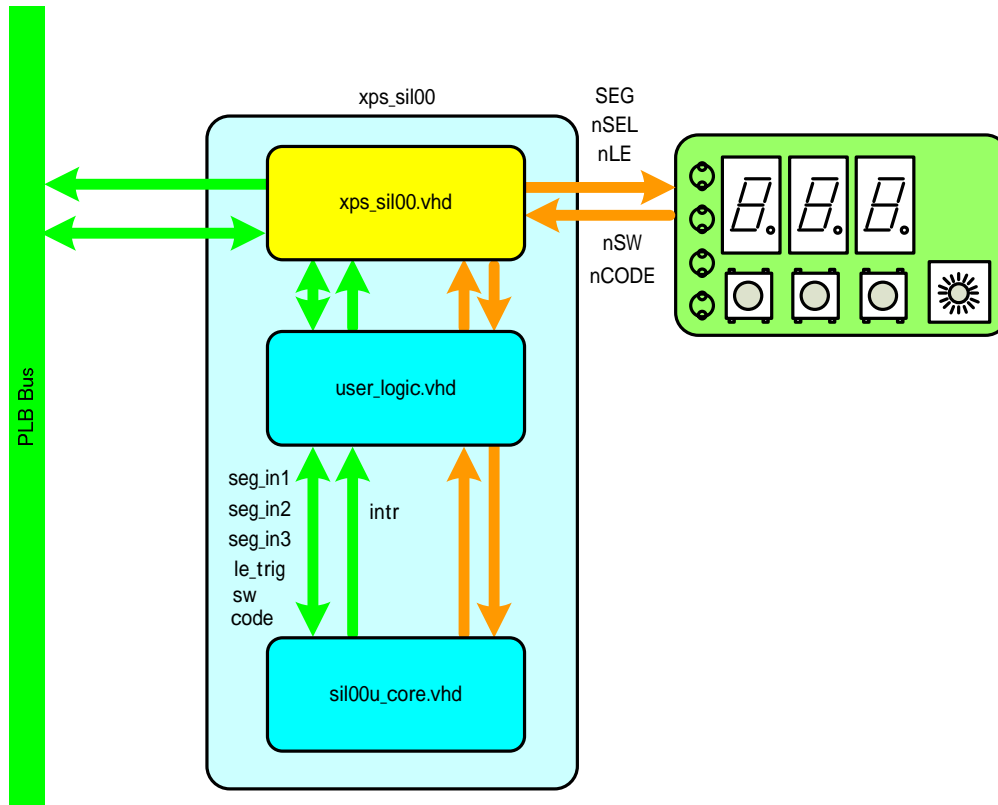 xps_sil00
SEG
nSEL
nLE
xps_sil00.vhd
nSW
nCODE
PLB Bus
user_logic.vhd
seg_in1
seg_in2
seg_in3
le_trig
sw
code
intr
sil00u_core.vhd